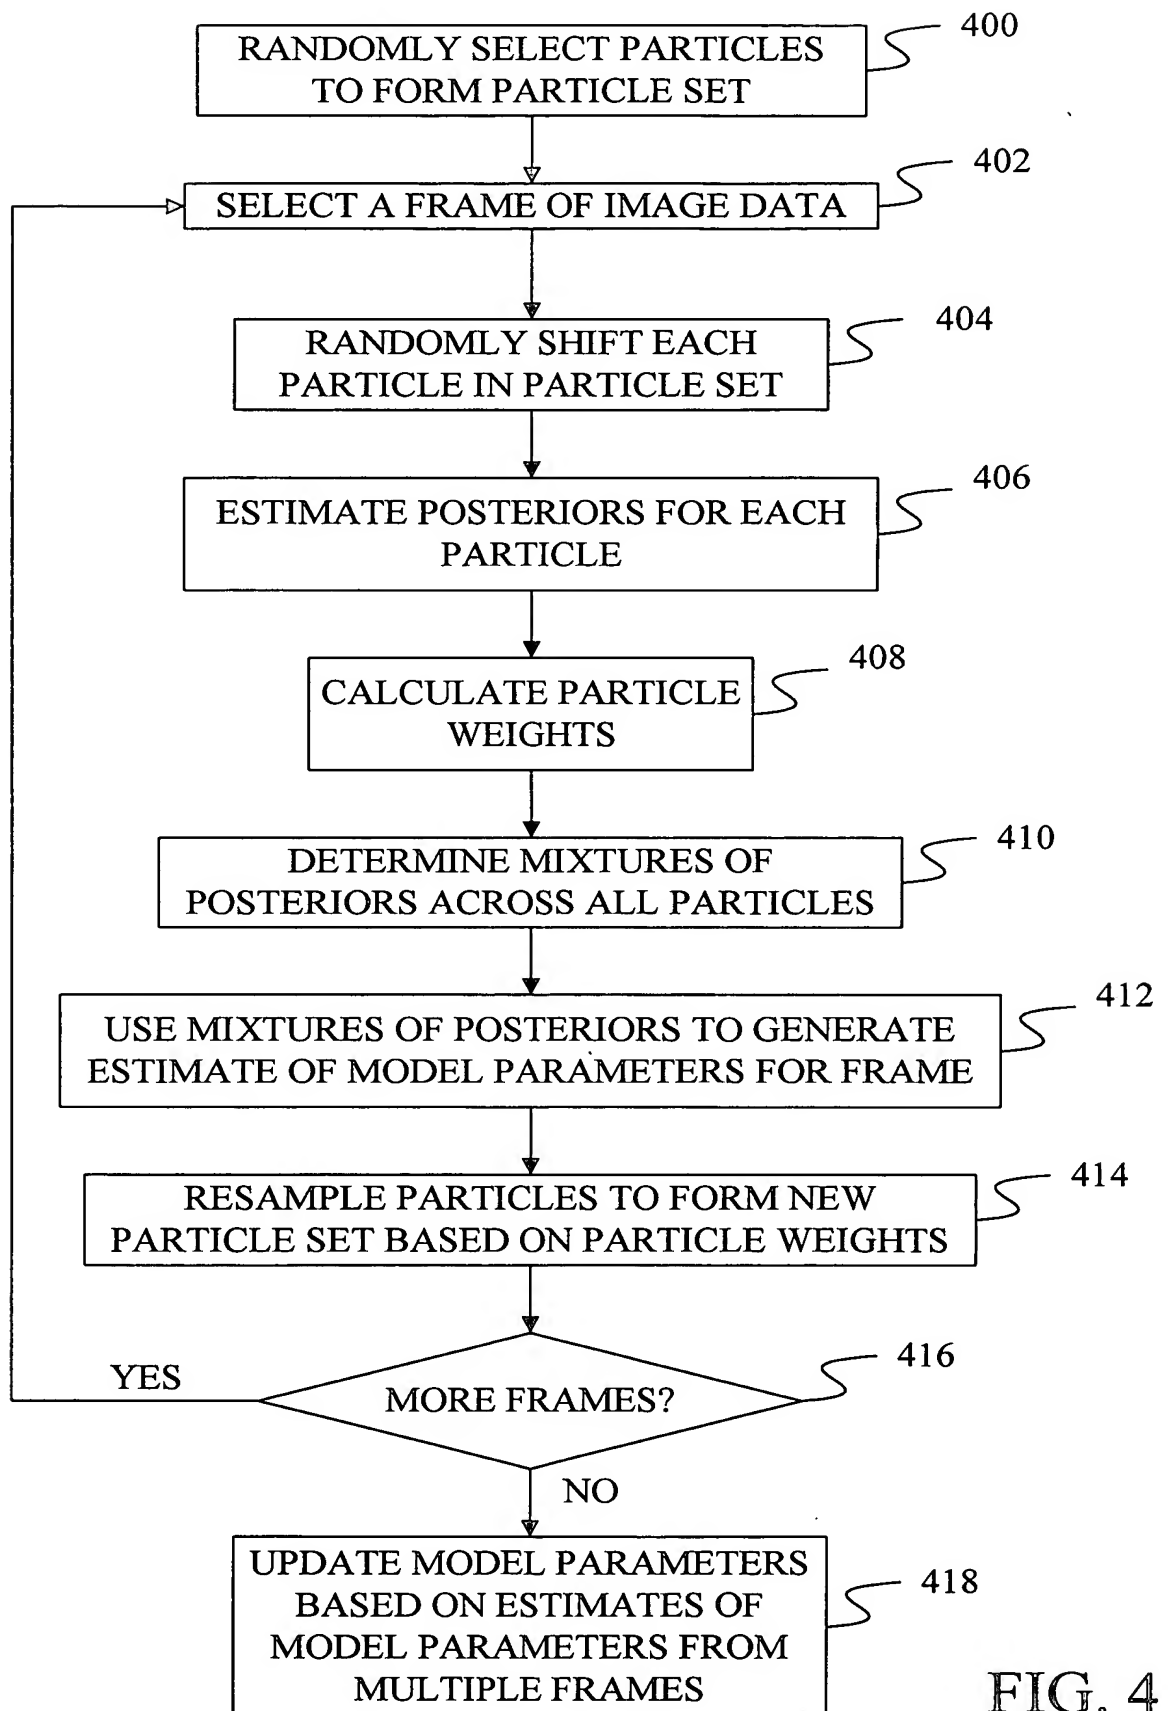 400
RANDOMLY SELECT PARTICLES
TO FORM PARTICLE SET
402
SELECT A FRAME OF IMAGE DATA
404
RANDOMLY SHIFT EACH
PARTICLE IN PARTICLE SET
406
ESTIMATE POSTERIORS FOR EACH
PARTICLE
408
CALCULATE PARTICLE
WEIGHTS
410
DETERMINE MIXTURES OF
POSTERIORS ACROSS ALL PARTICLES
412
USE MIXTURES OF POSTERIORS TO GENERATE
ESTIMATE OF MODEL PARAMETERS FOR FRAME
414
RESAMPLE PARTICLES TO FORM NEW
PARTICLE SET BASED ON PARTICLE WEIGHTS
416
YES
MORE FRAMES?
NO
UPDATE MODEL PARAMETERS
BASED ON ESTIMATES OF
MODEL PARAMETERS FROM
MULTIPLE FRAMES
418
FIG. 4